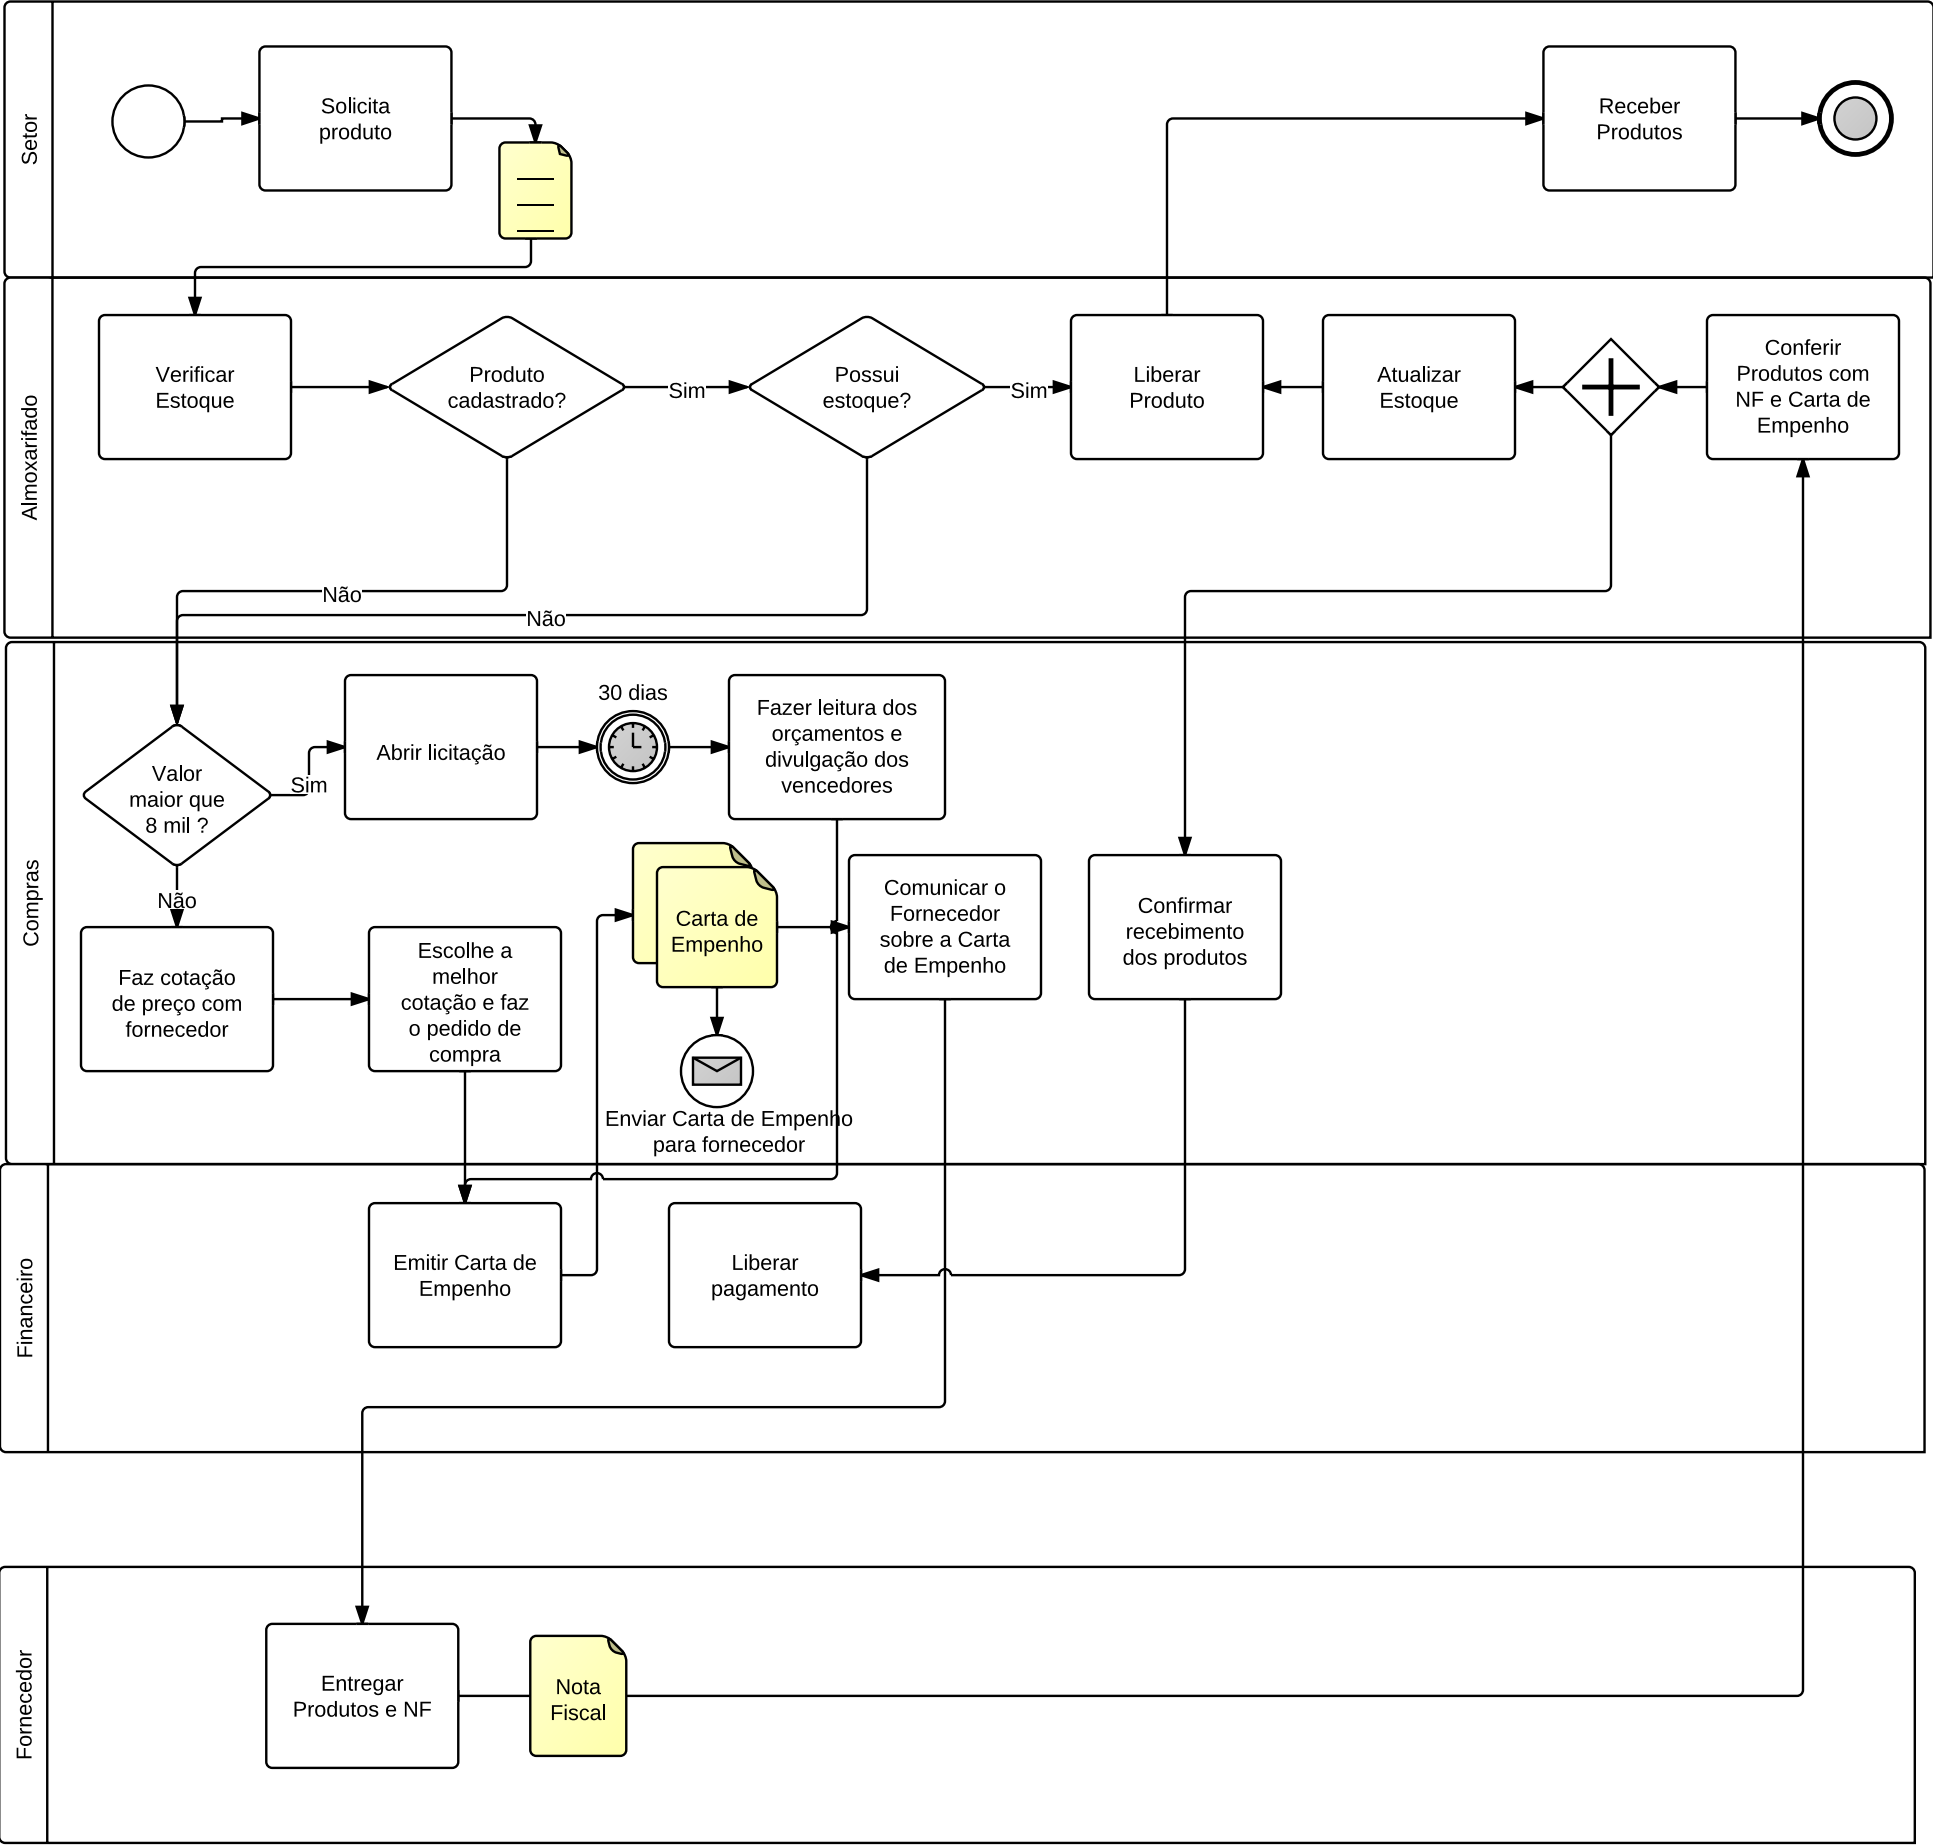 Setor
Solicita
produto
Receber
Produtos
Almoxarifado
Verificar
Estoque
Produto
cadastrado?
Sim
Possui
estoque?
Sim
Liberar
Produto
Atualizar
Estoque
Conferir
Produtos com
NF e Carta de
Empenho
Não
Não
Compras
Valor
maior que
8 mil ?
Sim
Abrir licitação
30 dias
Fazer leitura dos
orçamentos e
divulgação dos
vencedores
Não
Faz cotação
de preço com
fornecedor
Escolhe a
melhor
cotação e faz
o pedido de
compra
Carta de
Empenho
Enviar Carta de Empenho
para fornecedor
Comunicar o
Fornecedor
sobre a Carta
de Empenho
Confirmar
recebimento
dos produtos
Financeiro
Emitir Carta de
Empenho
Liberar
pagamento
Fornecedor
Entregar
Produtos e NF
Nota
Fiscal